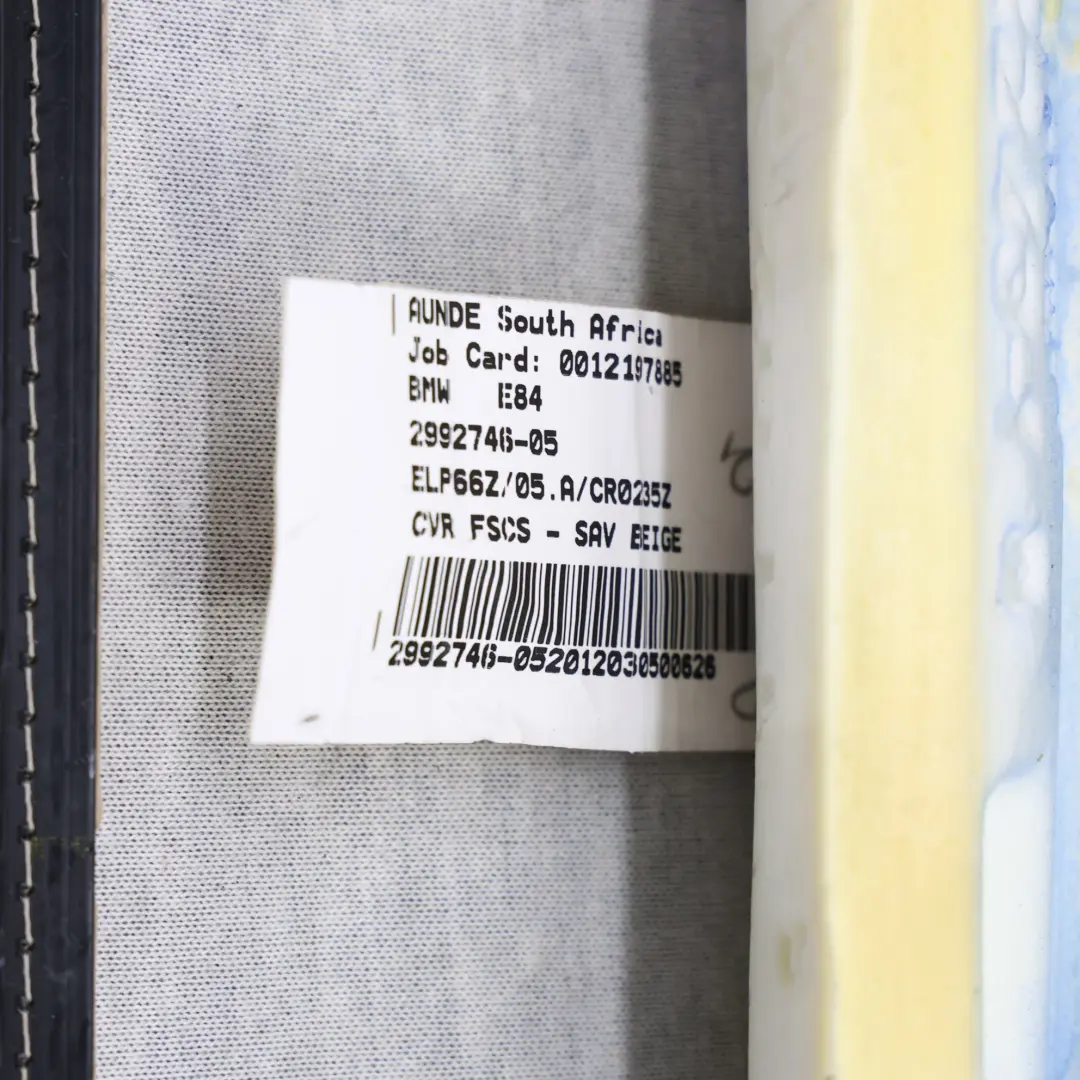 AUNDE South Africa
Job Card: 0012197885
BMW E84
2992746-05
ELP66Z/05.A/CR0235Z
CVR FSCS - SAV BEIGE
2992746-052012030500626